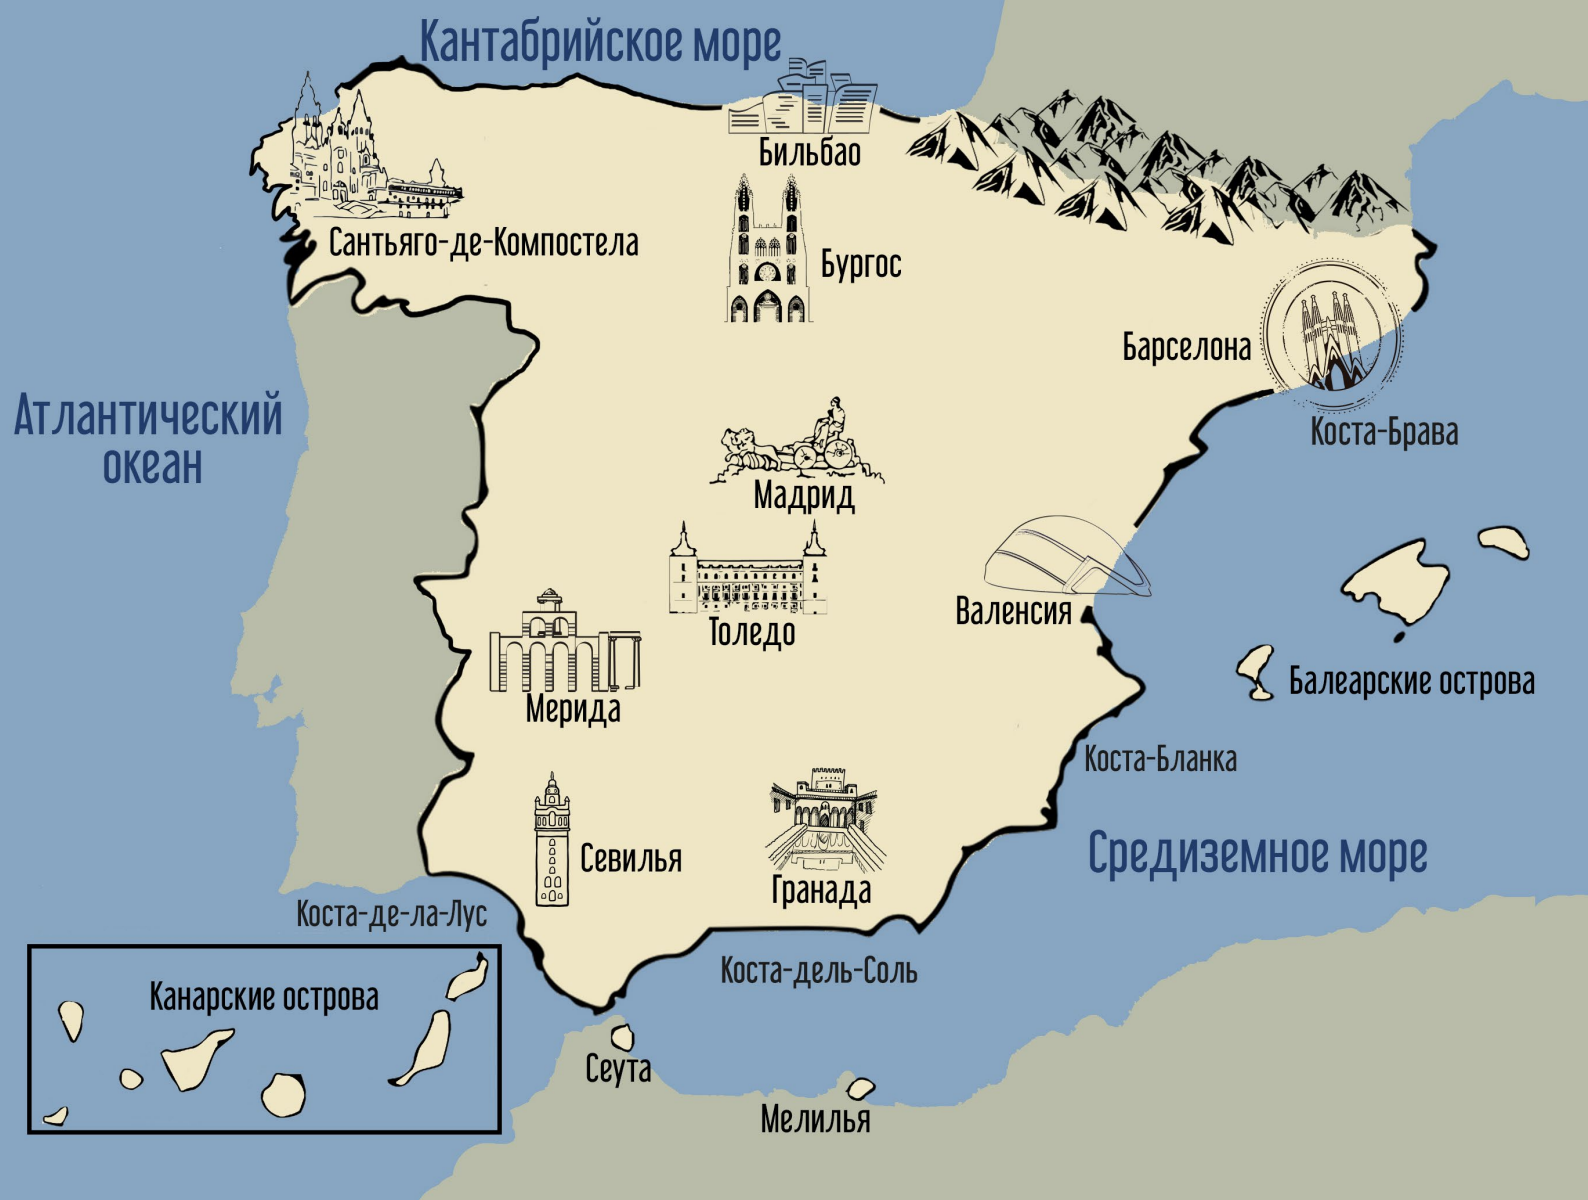 Кантабрийское море
Бильбао
Сантьяго-де-Компостела
Бургос
Барселона
Атлантический
океан
Коста-Брава
Мадрид
Валенсия
Толедо
Балеарские острова
Мерида
Коста-Бланка
Средиземное море
Севилья
Гранада
Коста-де-ла-Лус
Коста-дель-Соль
Канарские острова
Сеута
Мелилья